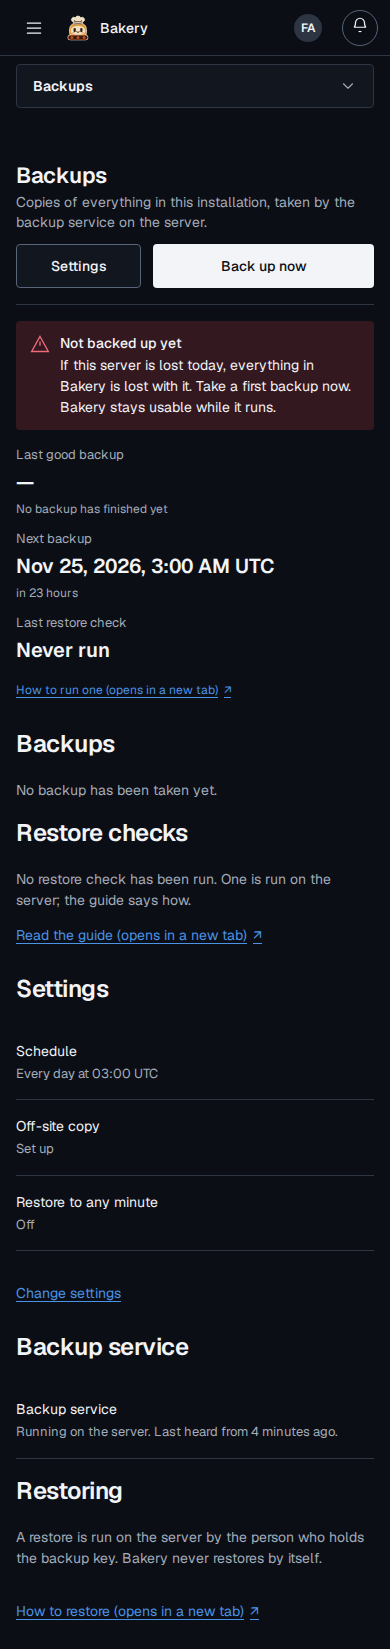 Bakery
FA
Backups
Backups
Copies of everything in this installation, taken by the
backup service on the server.
Settings
Back up now
Not backed up yet
If this server is lost today, everything in
Bakery is lost with it. Take a first backup now.
Bakery stays usable while it runs.
Last good backup
—
No backup has finished yet
Next backup
Nov 25, 2026, 3:00 AM UTC
in 23 hours
Last restore check
Never run
How to run one (opens in a new tab) ↗
Backups
No backup has been taken yet.
Restore checks
No restore check has been run. One is run on the
server; the guide says how.
Read the guide (opens in a new tab) ↗
Settings
Schedule
Every day at 03:00 UTC
Off-site copy
Set up
Restore to any minute
Off
Change settings
Backup service
Backup service
Running on the server. Last heard from 4 minutes ago.
Restoring
A restore is run on the server by the person who holds
the backup key. Bakery never restores by itself.
How to restore (opens in a new tab) ↗